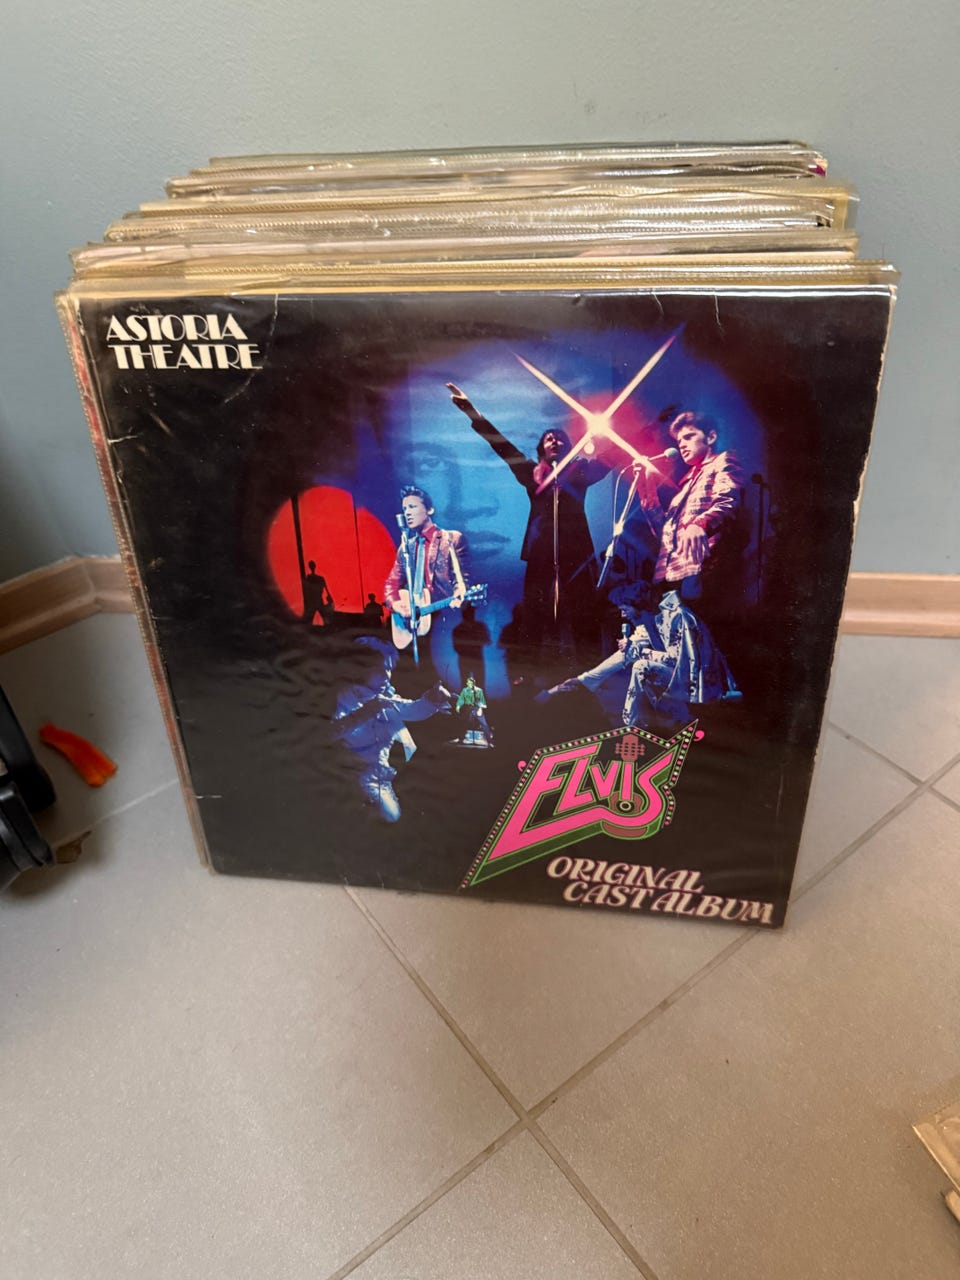 ASTORIA
THEATRE
'ELVIS'
ORIGINAL
CAST ALBUM